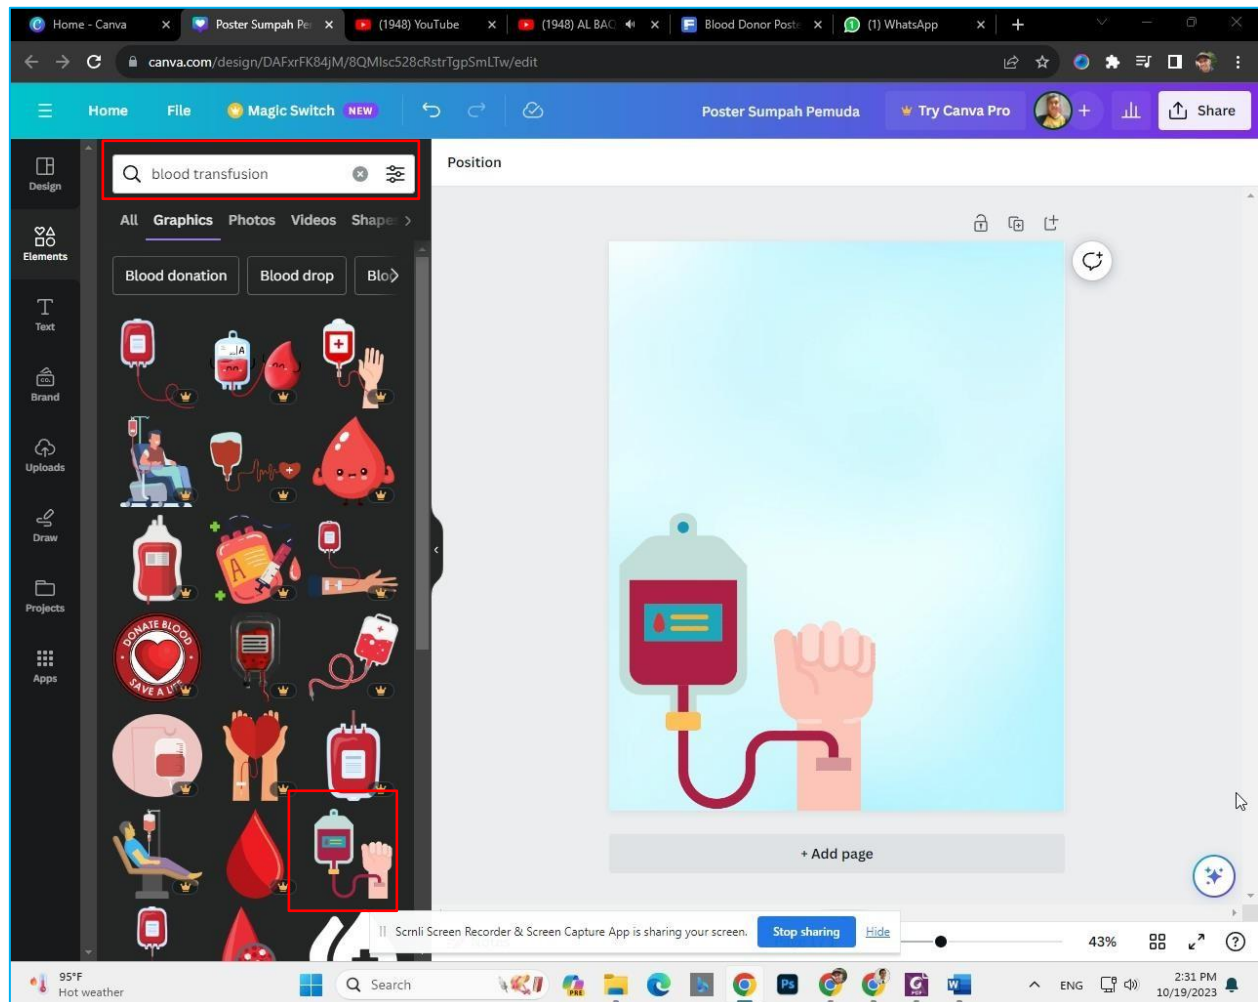 Home - Canva
Poster Sumpah Pe
(1948) YouTube
(1948) AL BAQ
Blood Donor Poste
(1) WhatsApp
canva.com/design/DAFxrFK84jM/8QMlsc528cRstrTgpSmLTw/edit
Home File Magic Switch NEW
Poster Sumpah Pemuda
Try Canva Pro
Share
Design
Elements
Text
Brand
Uploads
Draw
Projects
Apps
blood transfusion
All Graphics Photos Videos Shape
Blood donation Blood drop Blo
A
A
DONATE BLOOD
SAVE A LIFE
Position
+ Add page
Scrnli Screen Recorder & Screen Capture App is sharing your screen. Stop sharing Hide
43%
95°F
Hot weather
Search
PRE
Ps
ENG
2:31 PM
10/19/2023